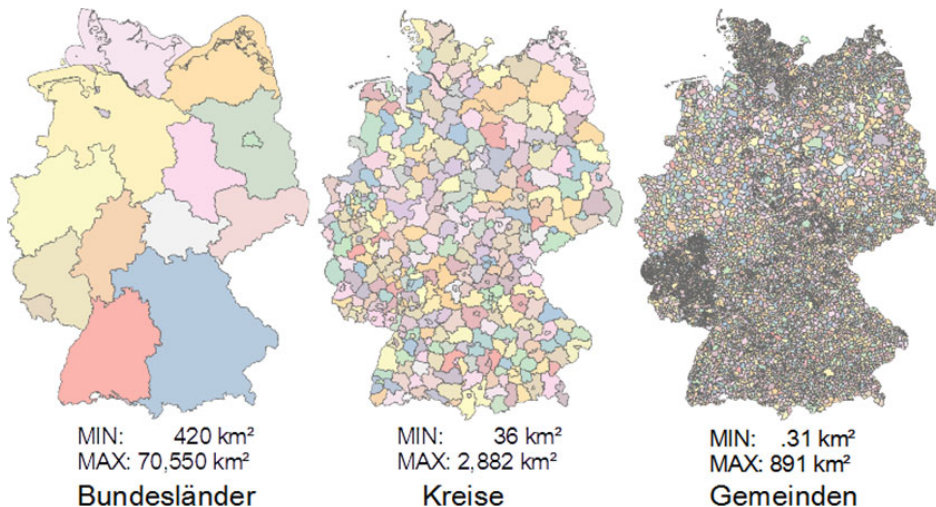 MIN: 420 km²
MAX: 70,550 km²
Bundesländer
MIN: 36 km²
MAX: 2,882 km²
Kreise
MIN: .31 km²
MAX: 891 km²
Gemeinden